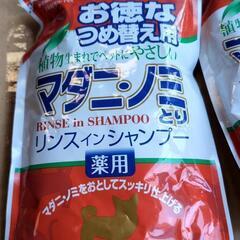 お徳な
つめ替え用
植物生まれでペットにやさしい
マダニ・ノミ
とり
RINSE in SHAMPOO
リンスインシャンプー
薬用
マダニ・ノミをおとしてスッキリ仕上げる